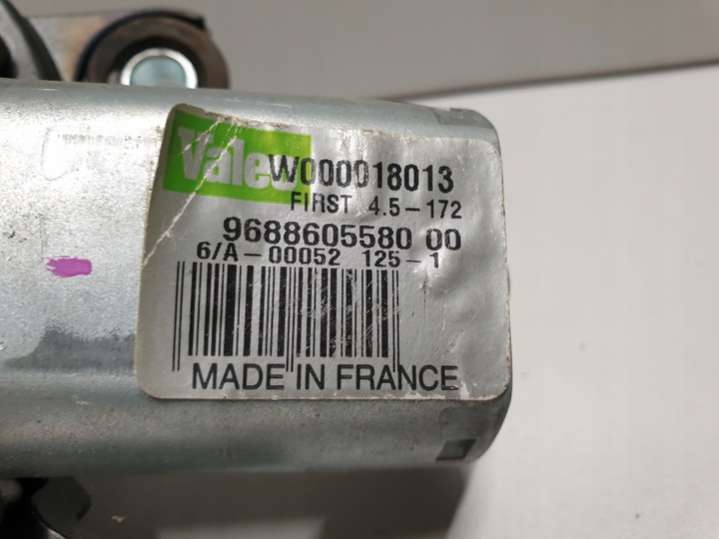 Valeo W000018013
FIRST 4.5-172
9688605580 00
6/A-00052 125-1
MADE IN FRANCE